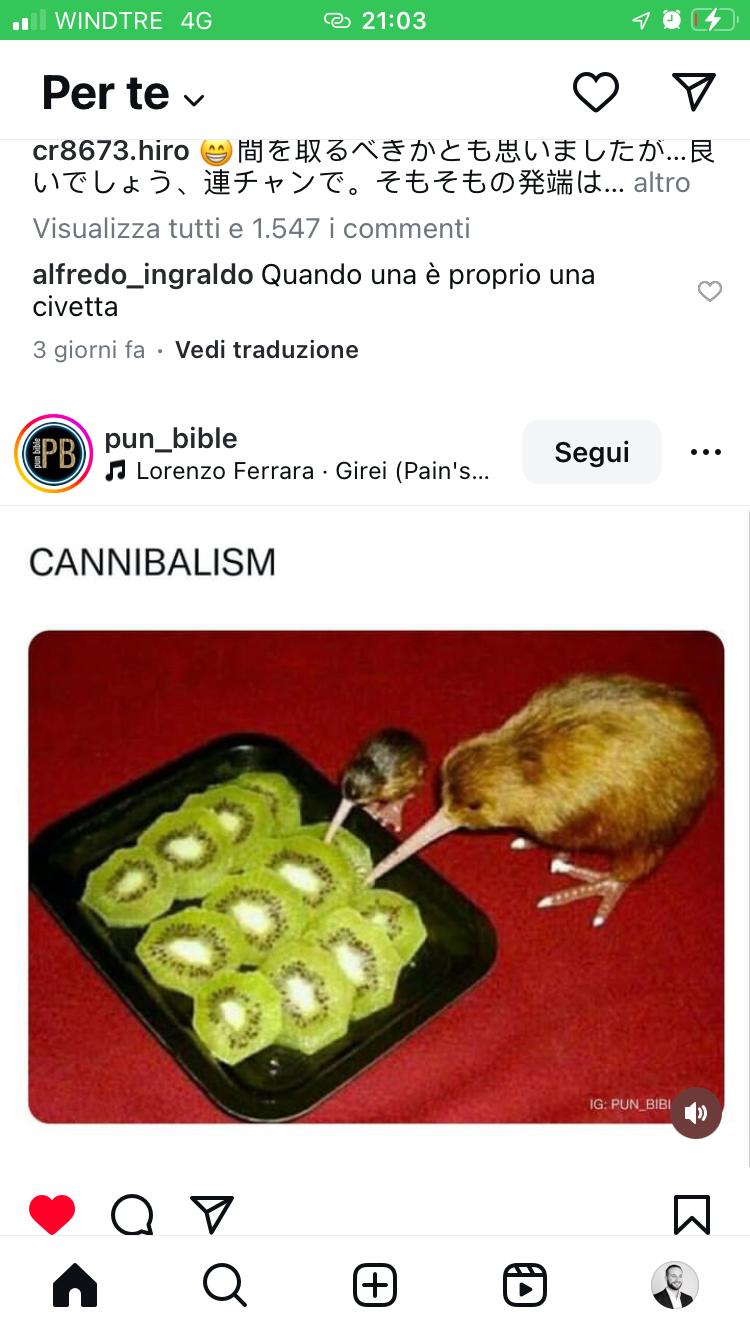 WINDTRE 4G 21:03
Per te
cr8673.hiro 😁間を取るべきかとも思いましたが...良
いでしょう、連チャンで。そもそもの発端は... altro
Visualizza tutti e 1.547 i commenti
alfredo_ingraldo Quando una è proprio una
civetta
3 giorni fa · Vedi traduzione
pun bible PB
pun_bible
Lorenzo Ferrara · Girei (Pain's...
Segui
CANNIBALISM
IG: PUN_BIBL